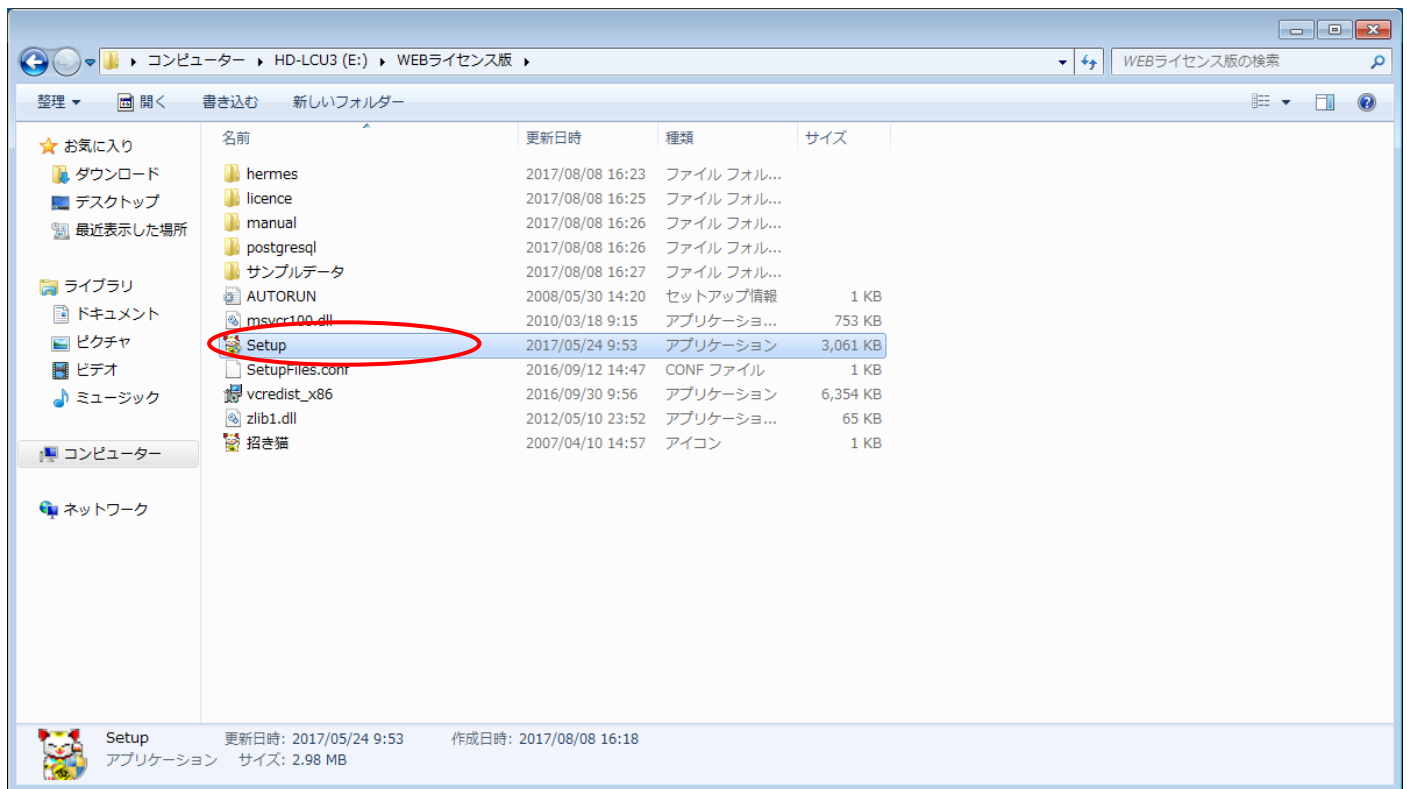 コンピューター ▸ HD-LCU3 (E:) ▸ WEBライセンス版 ▸
WEBライセンス版の検索
整理 開く 書き込む 新しいフォルダー
お気に入り
ダウンロード
デスクトップ
最近表示した場所
ライブラリ
ドキュメント
ピクチャ
ビデオ
ミュージック
コンピューター
ネットワーク
名前 更新日時 種類 サイズ
hermes 2017/08/08 16:23 ファイル フォル...
licence 2017/08/08 16:25 ファイル フォル...
manual 2017/08/08 16:26 ファイル フォル...
postgresql 2017/08/08 16:26 ファイル フォル...
サンプルデータ 2017/08/08 16:27 ファイル フォル...
AUTORUN 2008/05/30 14:20 セットアップ情報 1 KB
msvcr100.dll 2010/03/18 9:15 アプリケーショ... 753 KB
Setup 2017/05/24 9:53 アプリケーション 3,061 KB
SetupFiles.conf 2016/09/12 14:47 CONF ファイル 1 KB
vcredist_x86 2016/09/30 9:56 アプリケーション 6,354 KB
zlib1.dll 2012/05/10 23:52 アプリケーショ... 65 KB
招き猫 2007/04/10 14:57 アイコン 1 KB
Setup 更新日時: 2017/05/24 9:53 作成日時: 2017/08/08 16:18
アプリケーション サイズ: 2.98 MB